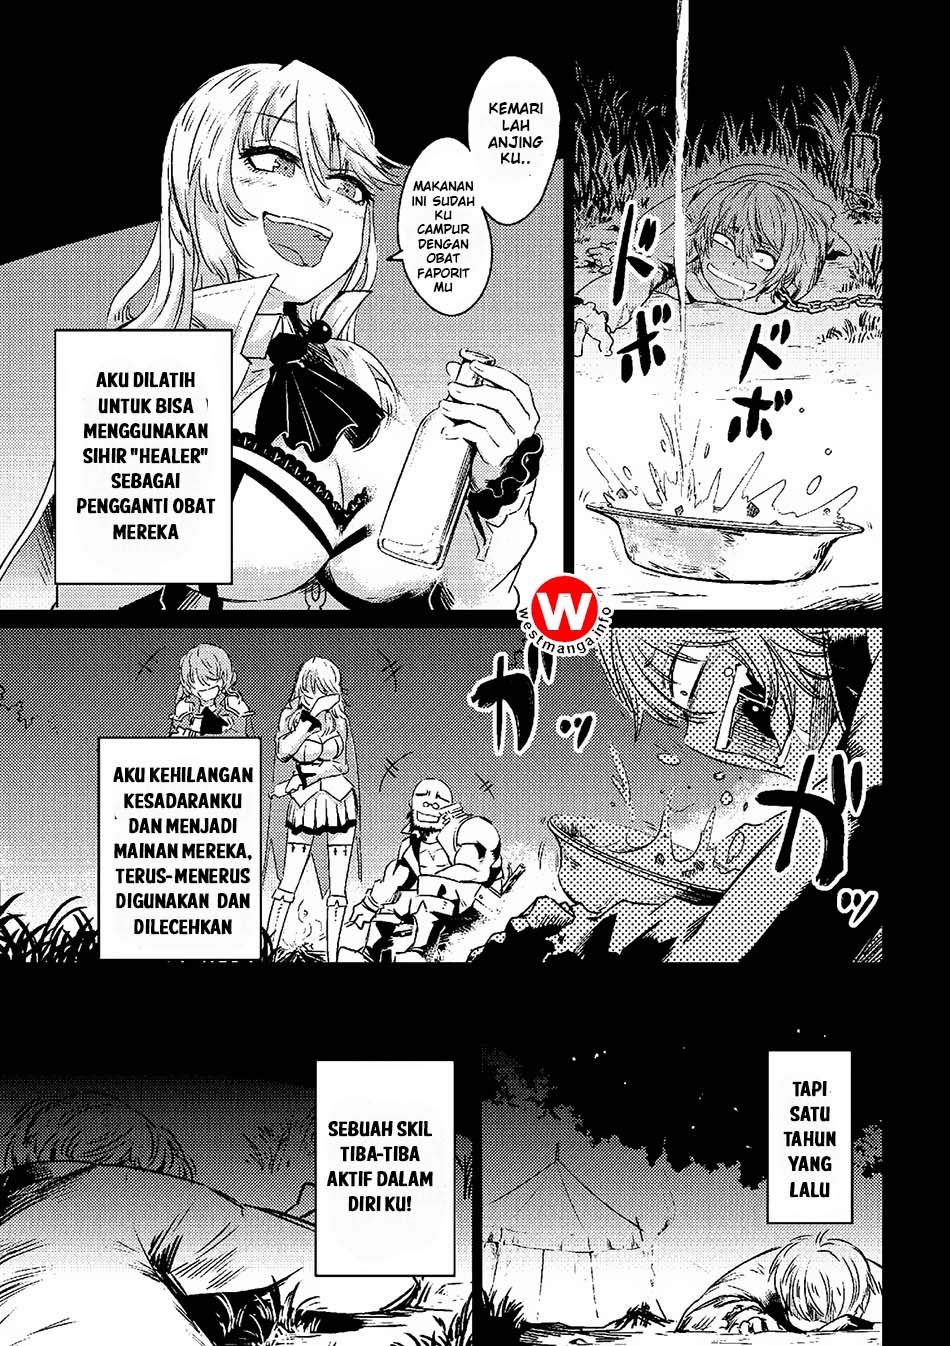 KEMARI
LAH
ANJING
KU..
MAKANAN
INI SUDAH
KU
CAMPUR
DENGAN
OBAT
FAPORIT
MU
ドボ
ドボ
AKU DILATIH
UNTUK BISA
MENGGUNAKAN
SIHIR "HEALER"
SEBAGAI
PENGGANTI OBAT
MEREKA
W
westmanga.info
ガッ
ガッ
AKU KEHILANGAN
KESADARANKU
DAN MENJADI
MAINAN MEREKA,
TERUS-MENERUS
DIGUNAKAN DAN
DILECEHKAN
TAPI
SATU
TAHUN
YANG
LALU
SEBUAH SKIL
TIBA-TIBA
AKTIF DALAM
DIRI KU!